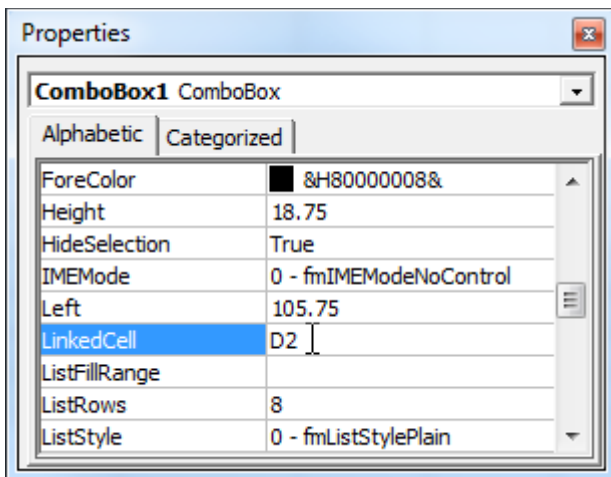 Properties
ComboBox1 ComboBox
Alphabetic Categorized
ForeColor &H80000008&
Height 18.75
HideSelection True
IMEMode 0 - fmIMEModeNoControl
Left 105.75
LinkedCell D2
ListFillRange
ListRows 8
ListStyle 0 - fmListStylePlain